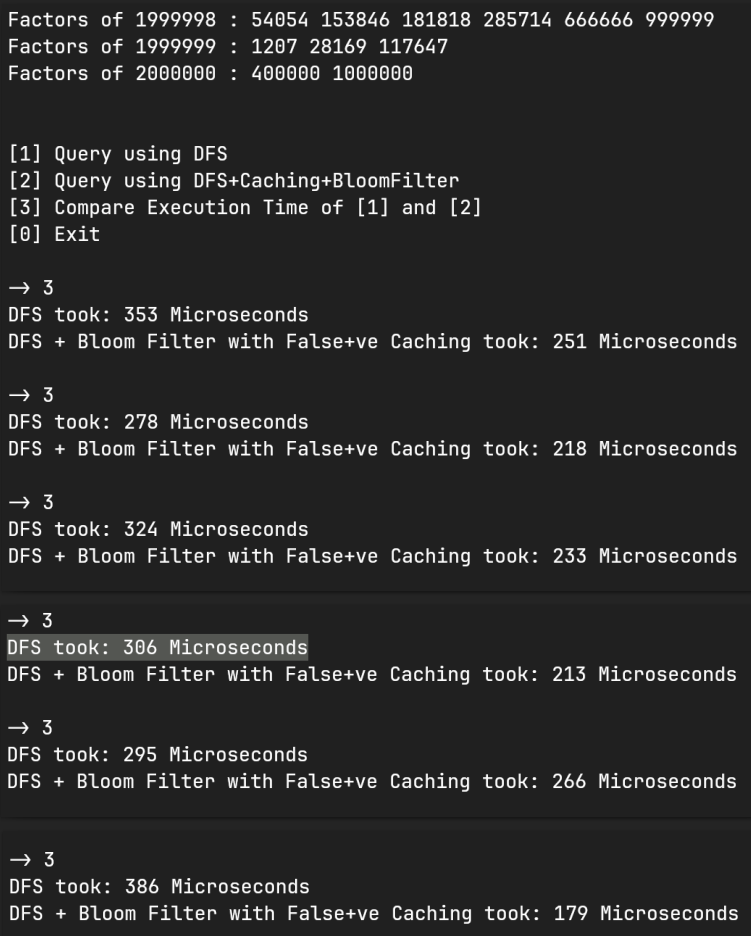 Factors of 1999998 : 54054 153846 181818 285714 666666 999999
Factors of 1999999 : 1207 28169 117647
Factors of 2000000 : 400000 1000000
[1] Query using DFS
[2] Query using DFS+Caching+BloomFilter
[3] Compare Execution Time of [1] and [2]
[0] Exit
→ 3
DFS took: 353 Microseconds
DFS + Bloom Filter with False+ve Caching took: 251 Microseconds
→ 3
DFS took: 278 Microseconds
DFS + Bloom Filter with False+ve Caching took: 218 Microseconds
→ 3
DFS took: 324 Microseconds
DFS + Bloom Filter with False+ve Caching took: 233 Microseconds
→ 3
DFS took: 306 Microseconds
DFS + Bloom Filter with False+ve Caching took: 213 Microseconds
→ 3
DFS took: 295 Microseconds
DFS + Bloom Filter with False+ve Caching took: 266 Microseconds
→ 3
DFS took: 386 Microseconds
DFS + Bloom Filter with False+ve Caching took: 179 Microseconds